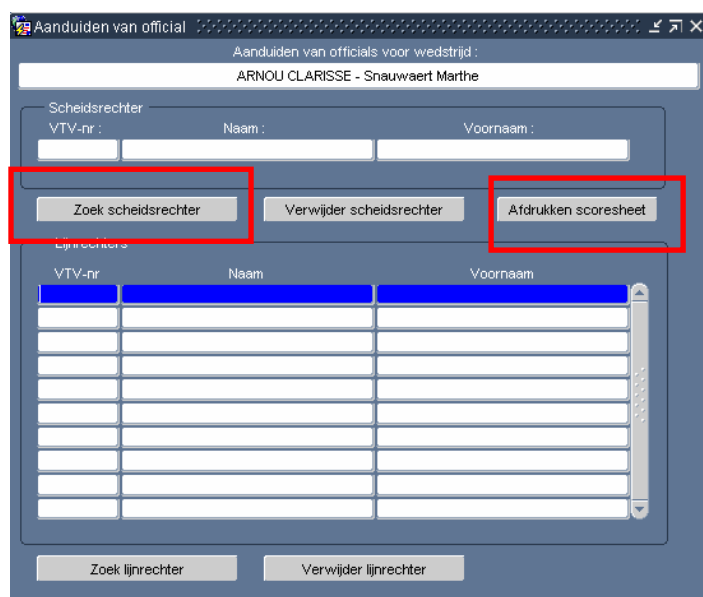 Aanduiden van official
Aanduiden van officials voor wedstrijd :
ARNOU CLARISSE - Snauwaert Marthe
Scheidsrechter
VTV-nr : Naam : Voornaam :
Zoek scheidsrechter Verwijder scheidsrechter Afdrukken scoresheet
Lijnrechters
VTV-nr Naam Voornaam
Zoek lijnrechter Verwijder lijnrechter